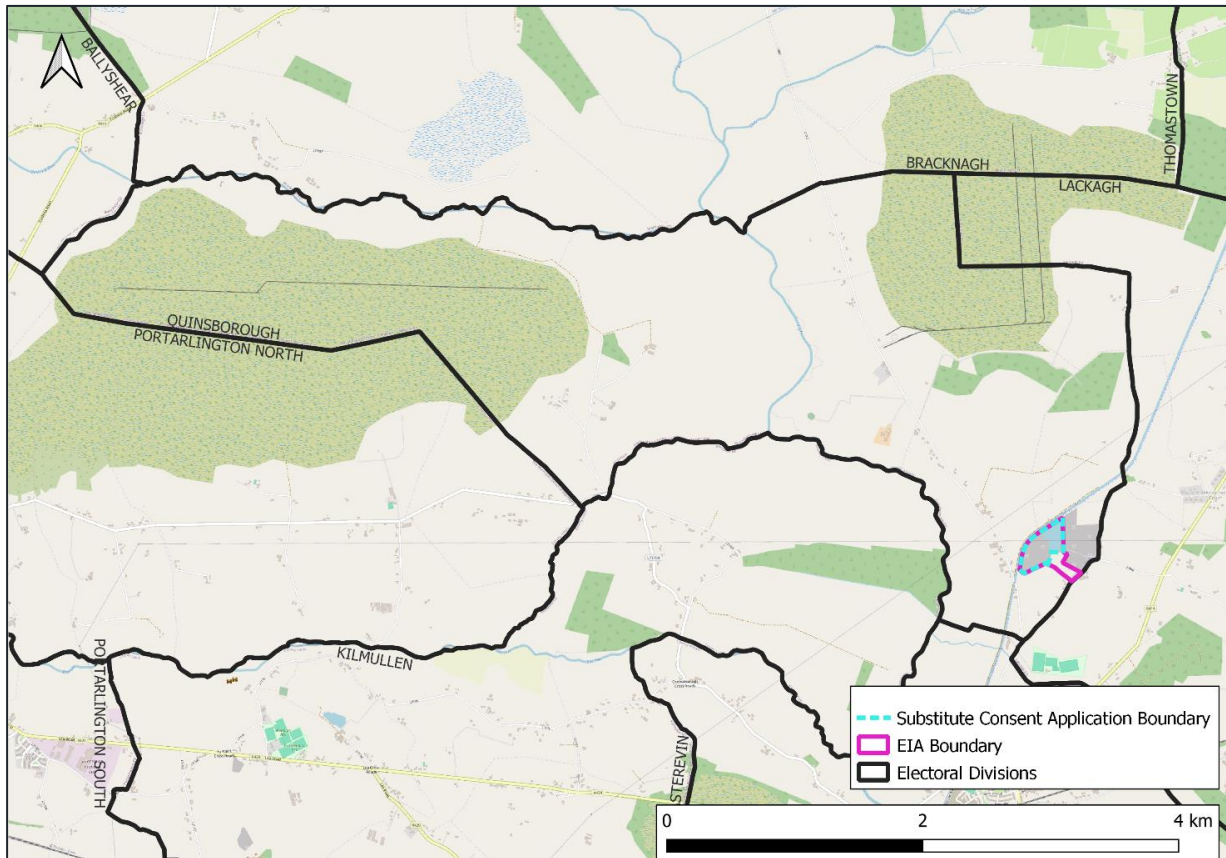 BALLYSHEAR
THOMASTOWN
BRACKNAGH
LACKAGH
QUINSBOROUGH
PORTARLINGTON NORTH
KILMULLEN
PORTARLINGTON SOUTH
STEREVIN
Substitute Consent Application Boundary
EIA Boundary
Electoral Divisions
0 2 4 km